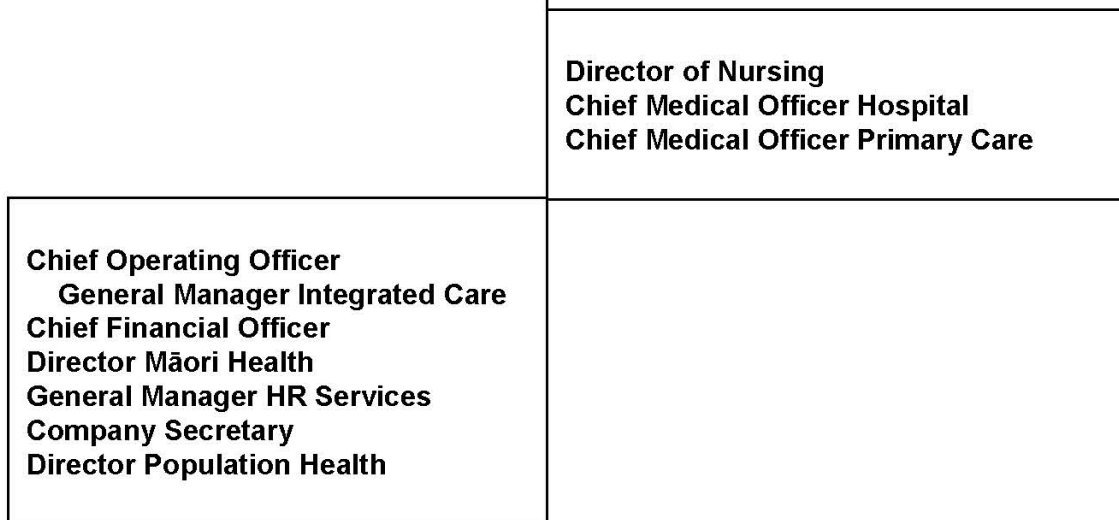 Director of Nursing
Chief Medical Officer Hospital
Chief Medical Officer Primary Care
Chief Operating Officer
General Manager Integrated Care
Chief Financial Officer
Director Māori Health
General Manager HR Services
Company Secretary
Director Population Health